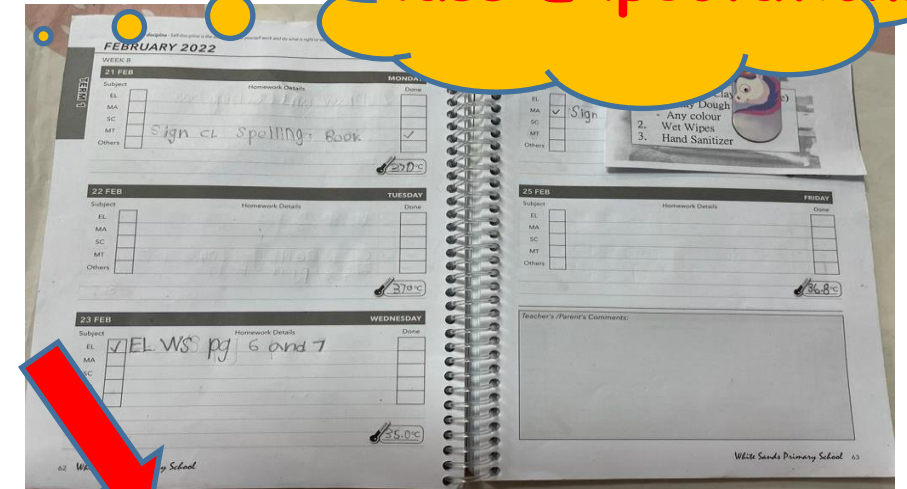 FEBRUARY 2022
WEEK 8
TERM 1
21 FEB MONDAY
Subject Homework Details Done
EL
MA
SC
MT Sign CL Spelling Book ✓
Others
37.0°C
22 FEB TUESDAY
Subject Homework Details Done
EL
MA
SC
MT
Others
37.0°C
23 FEB WEDNESDAY
Subject Homework Details Done
EL ✓ EL WS pg 6 and 7
MA
SC
35.0°C
62
School
EL
MA ✓ Sign
SC
MT
Others
Dough
- Any colour
2. Wet Wipes
3. Hand Sanitizer
25 FEB FRIDAY
Subject Homework Details Done
EL
MA
SC
MT
Others
36.8°C
Teacher's /Parent's Comments:
White Sands Primary School 63